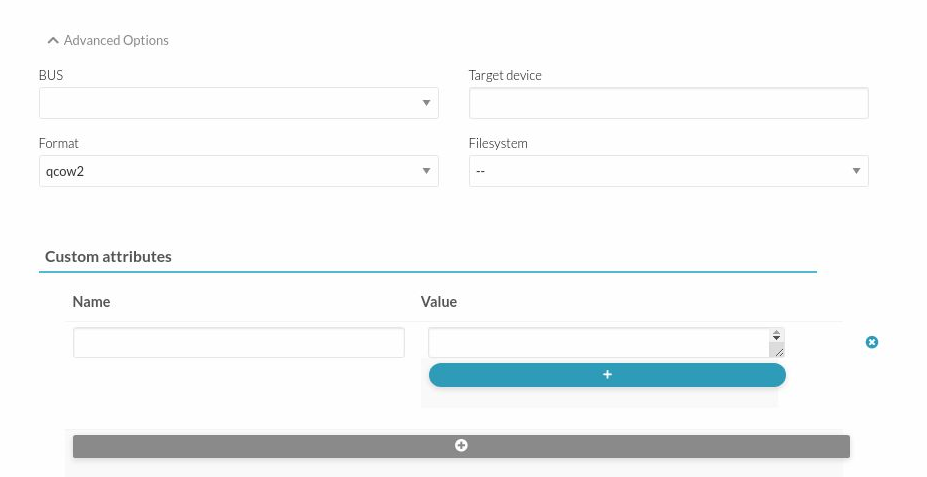 Advanced Options
BUS
Target device
Format
Filesystem
qcow2
--
Custom attributes
Name
Value
+